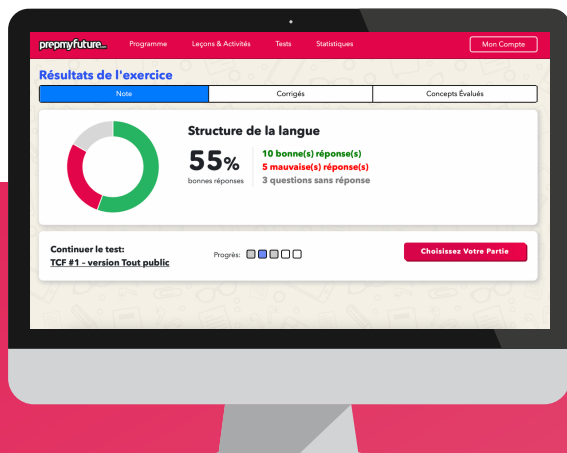 prepmyfuture
Programme
Leçons & Activités
Tests
Statistiques
Mon Compte
Résultats de l'exercice
Note
Corrigés
Concepts Évalués
Structure de la langue
55%
bonnes réponses
10 bonne(s) réponse(s)
5 mauvaise(s) réponse(s)
3 questions sans réponse
Continuer le test:
TCF #1 - version Tout public
Progrès:
Choisissez Votre Partie